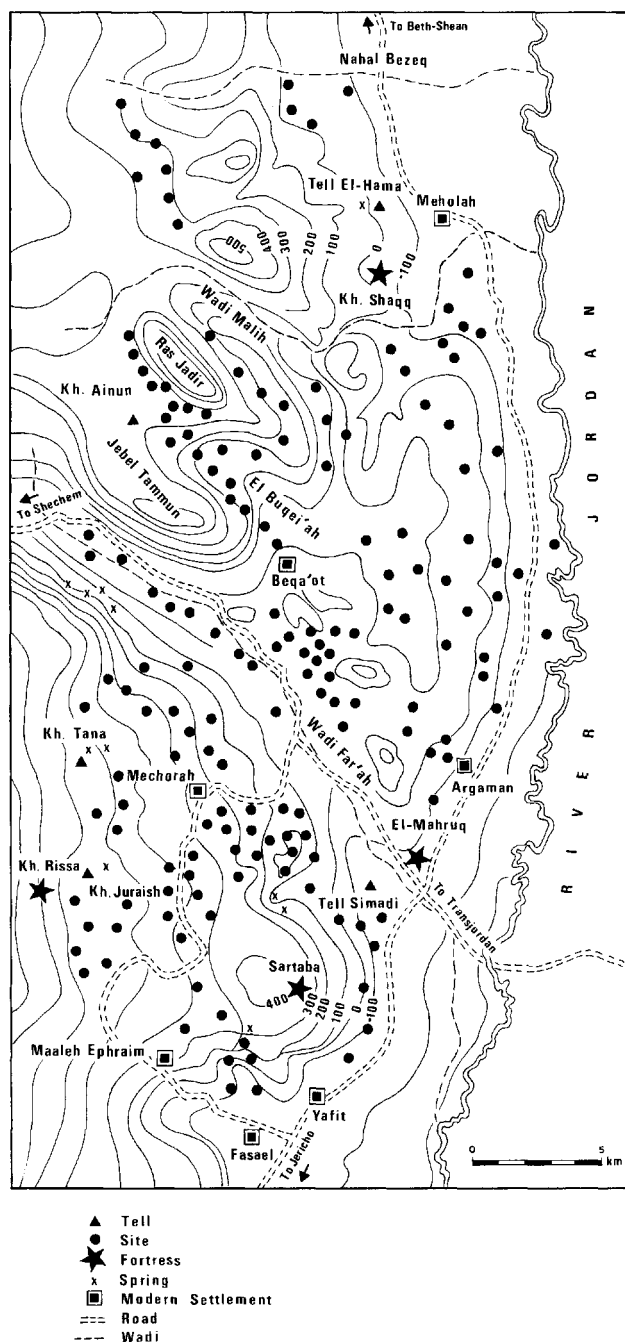 To Beth-Shean
Nahal Bezeq
Tell El-Hama
Meholah
500
400
300
200
100
0
-100
Kh. Shaqq
Wadi Malih
Ras Jadir
Kh. Ainun
Jebel Tammun
El Buqei'ah
To Shechem
Beqa'ot
JORDAN
RIVER
Kh. Tana
Mechorah
Wadi Far'ah
Argaman
El-Mahruq
Kh. Rissa
Kh. Juraish
Tell Simadi
To Transjordan
Sartaba
400
300
200
100
0
-100
Maaleh Ephraim
Yafit
Fasael
To Jericho
0 5
km
Tell
Site
Fortress
x Spring
Modern Settlement
Road
Wadi